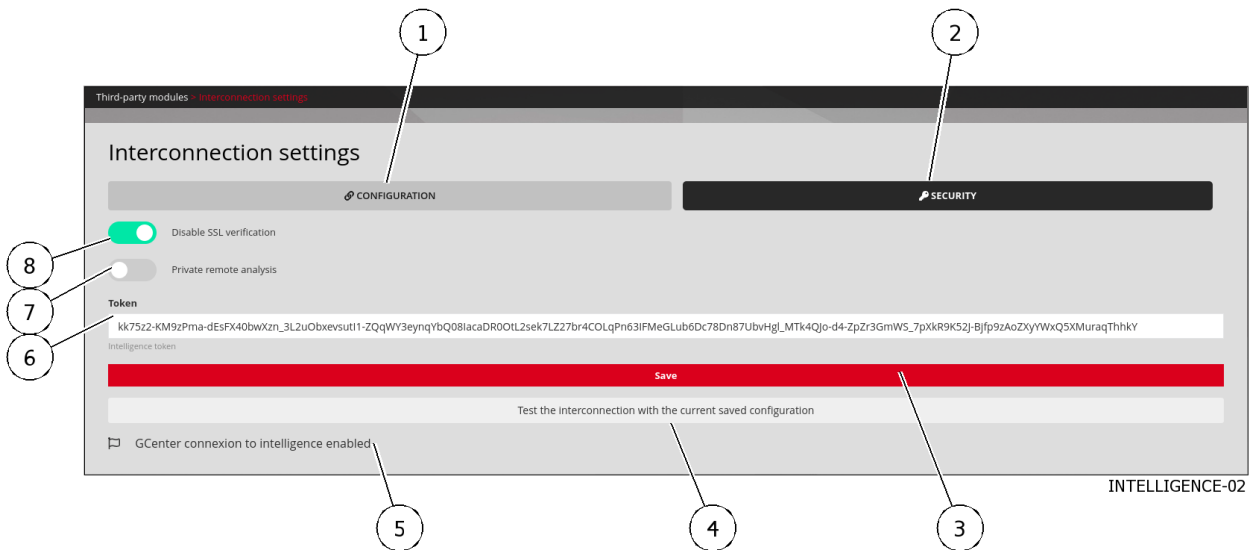 1
2
Third-party modules > Interconnection settings
Interconnection settings
CONFIGURATION
SECURITY
8
Disable SSL verification
7
Private remote analysis
Token
6
kk75z2-KM9zPma-dEsFX40bwXzn_3L2uObxevsutI1-ZQqWY3eynqYbQ08IacaDR0OtL2sek7LZ27br4COLqPn63IFMeGLub6Dc78Dn87UbvHgl_MTk4QJo-d4-ZpZr3GmWS_7pXkR9K52J-Bjfp9zAoZXyYWxQ5XMuraqThhkY
Intelligence token
Save
Test the interconnection with the current saved configuration
GCenter connexion to intelligence enabled
INTELLIGENCE-02
5
4
3